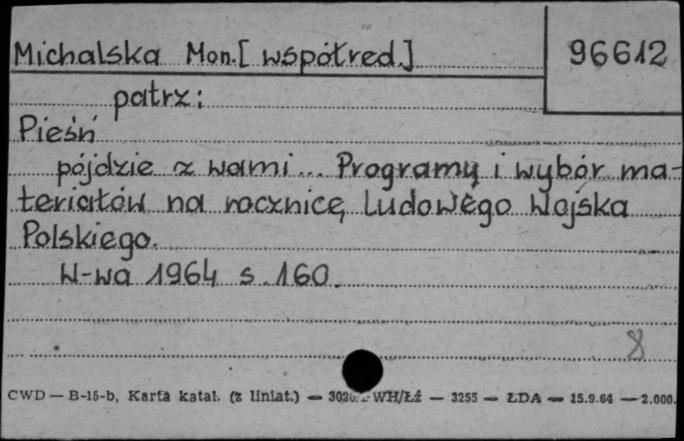 Michalska Mon. [współred.] 96612
patrz:
Pieśń
pójdzie z wami... Programy i wybór ma-
teriałów na rocznicę Ludowego Wojska
Polskiego.
W-wa 1964 s. 160.
8
CWD — B-15-b, Karta katal. (z liniat.) — WH/Łź — 3255 — ŁDA — 15.9.64 — 2.000.